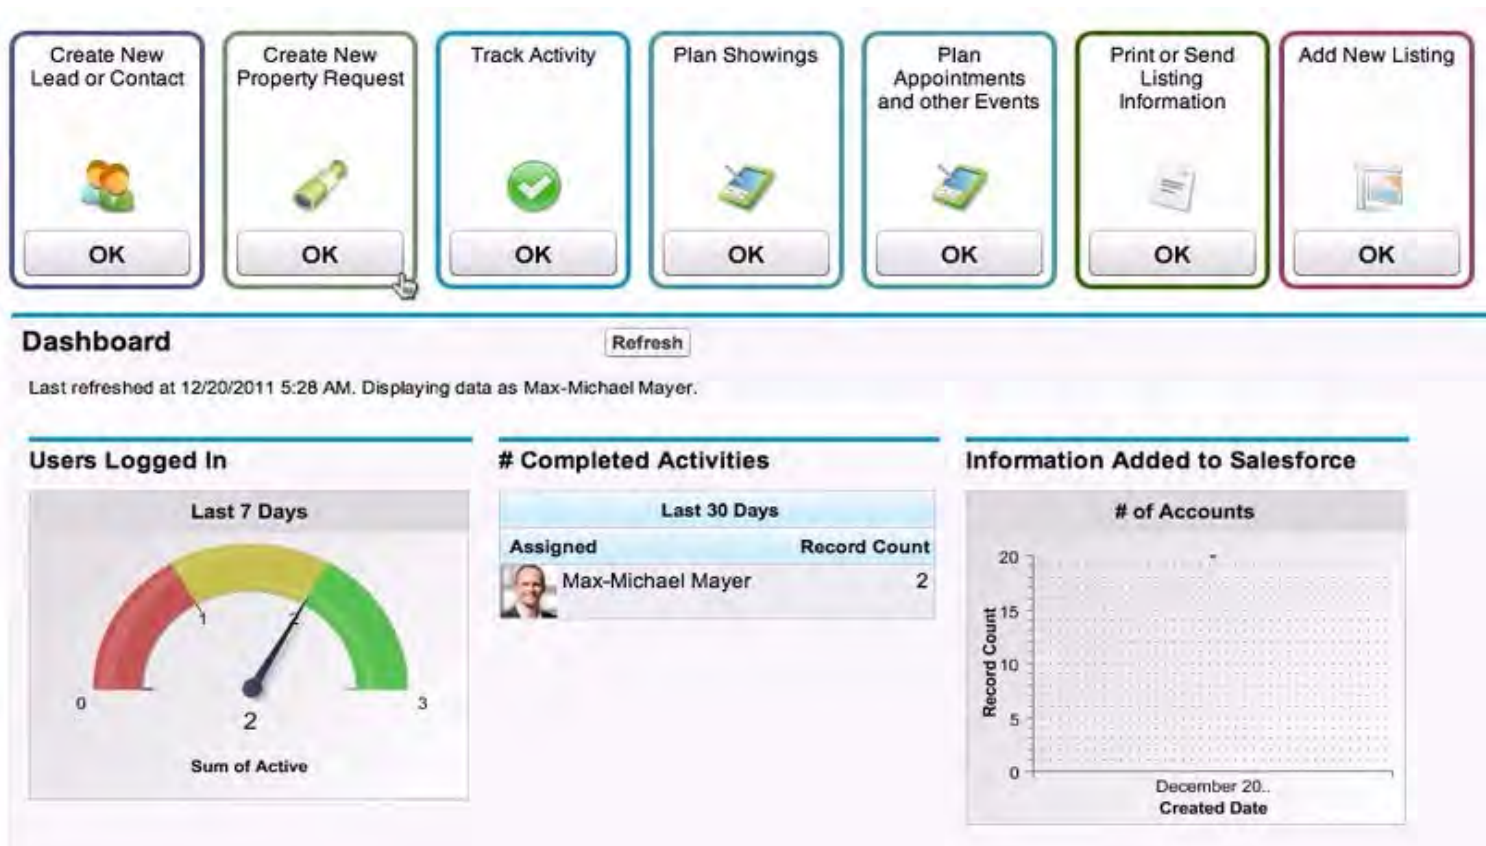 Create New
Lead or Contact
OK
Create New
Property Request
OK
Track Activity
OK
Plan Showings
OK
Plan
Appointments
and other Events
OK
Print or Send
Listing
Information
OK
Add New Listing
OK
Dashboard
Refresh
Last refreshed at 12/20/2011 5:28 AM. Displaying data as Max-Michael Mayer.
Users Logged In
Last 7 Days
0
1
2
3
2
Sum of Active
# Completed Activities
Last 30 Days
Assigned Record Count
Max-Michael Mayer 2
Information Added to Salesforce
# of Accounts
Record Count
20
15
10
5
0
December 20..
Created Date